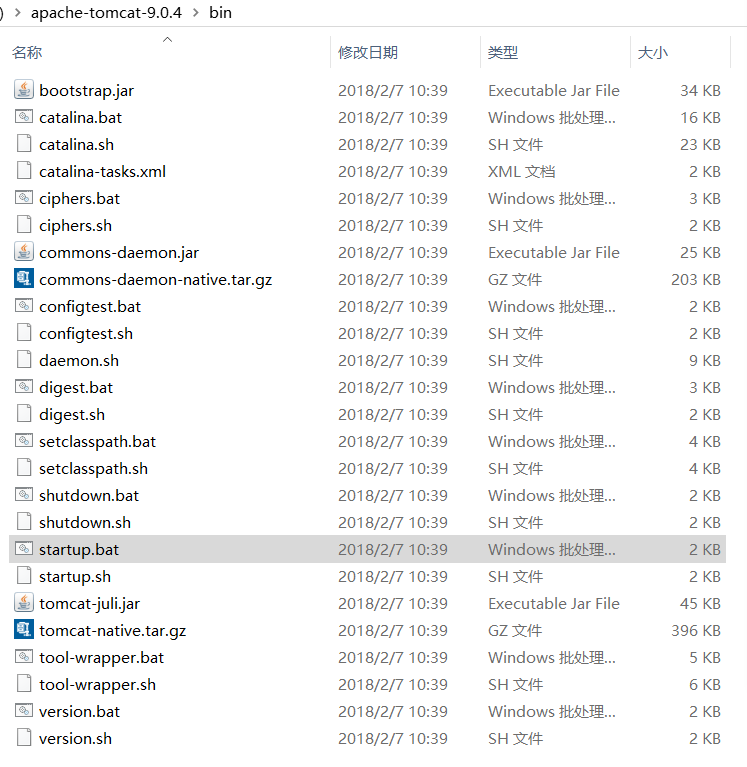 ) > apache-tomcat-9.0.4 > bin
名称 修改日期 类型 大小
bootstrap.jar 2018/2/7 10:39 Executable Jar File 34 KB
catalina.bat 2018/2/7 10:39 Windows 批处理... 16 KB
catalina.sh 2018/2/7 10:39 SH 文件 23 KB
catalina-tasks.xml 2018/2/7 10:39 XML 文档 2 KB
ciphers.bat 2018/2/7 10:39 Windows 批处理... 3 KB
ciphers.sh 2018/2/7 10:39 SH 文件 2 KB
commons-daemon.jar 2018/2/7 10:39 Executable Jar File 25 KB
commons-daemon-native.tar.gz 2018/2/7 10:39 GZ 文件 203 KB
configtest.bat 2018/2/7 10:39 Windows 批处理... 2 KB
configtest.sh 2018/2/7 10:39 SH 文件 2 KB
daemon.sh 2018/2/7 10:39 SH 文件 9 KB
digest.bat 2018/2/7 10:39 Windows 批处理... 3 KB
digest.sh 2018/2/7 10:39 SH 文件 2 KB
setclasspath.bat 2018/2/7 10:39 Windows 批处理... 4 KB
setclasspath.sh 2018/2/7 10:39 SH 文件 4 KB
shutdown.bat 2018/2/7 10:39 Windows 批处理... 2 KB
shutdown.sh 2018/2/7 10:39 SH 文件 2 KB
startup.bat 2018/2/7 10:39 Windows 批处理... 2 KB
startup.sh 2018/2/7 10:39 SH 文件 2 KB
tomcat-juli.jar 2018/2/7 10:39 Executable Jar File 45 KB
tomcat-native.tar.gz 2018/2/7 10:39 GZ 文件 396 KB
tool-wrapper.bat 2018/2/7 10:39 Windows 批处理... 5 KB
tool-wrapper.sh 2018/2/7 10:39 SH 文件 6 KB
version.bat 2018/2/7 10:39 Windows 批处理... 2 KB
version.sh 2018/2/7 10:39 SH 文件 2 KB